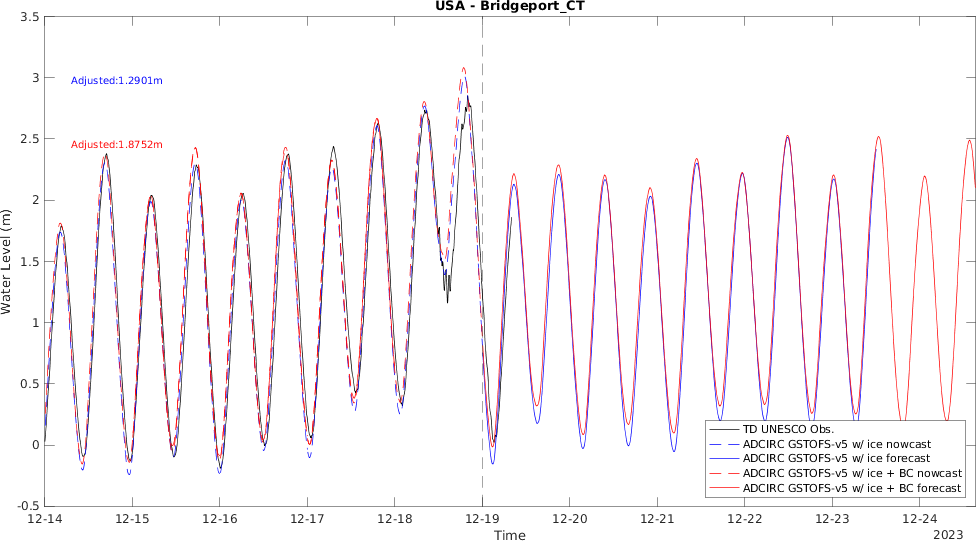 USA - Bridgeport_CT
3.5
3
2.5
2
1.5
1
0.5
0
-0.5
Water Level (m)
Adjusted:1.2901m
Adjusted:1.8752m
TD UNESCO Obs.
ADCIRC GSTOFS-v5 w/ ice nowcast
ADCIRC GSTOFS-v5 w/ ice forecast
ADCIRC GSTOFS-v5 w/ ice + BC nowcast
ADCIRC GSTOFS-v5 w/ ice + BC forecast
12-14 12-15 12-16 12-17 12-18 12-19 12-20 12-21 12-22 12-23 12-24
Time
2023